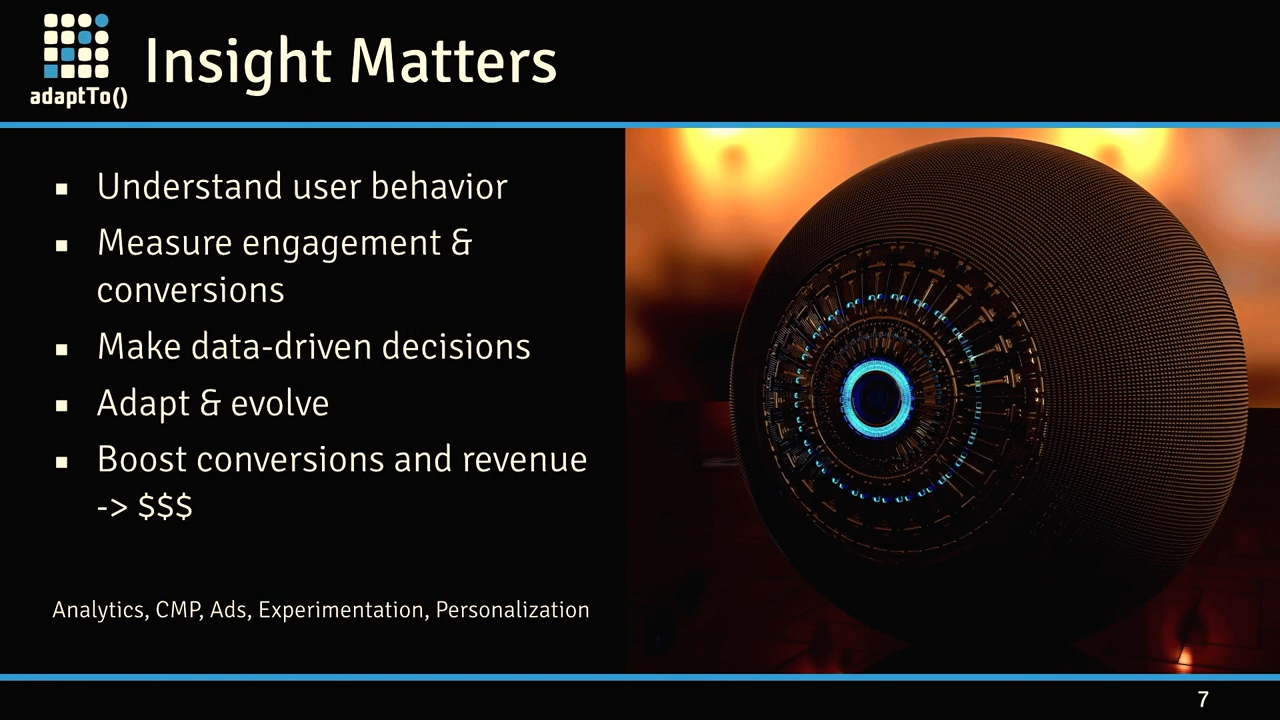 adaptTo()
Insight Matters
▪ Understand user behavior
▪ Measure engagement &
conversions
▪ Make data-driven decisions
▪ Adapt & evolve
▪ Boost conversions and revenue
-> $$$
Analytics, CMP, Ads, Experimentation, Personalization
7